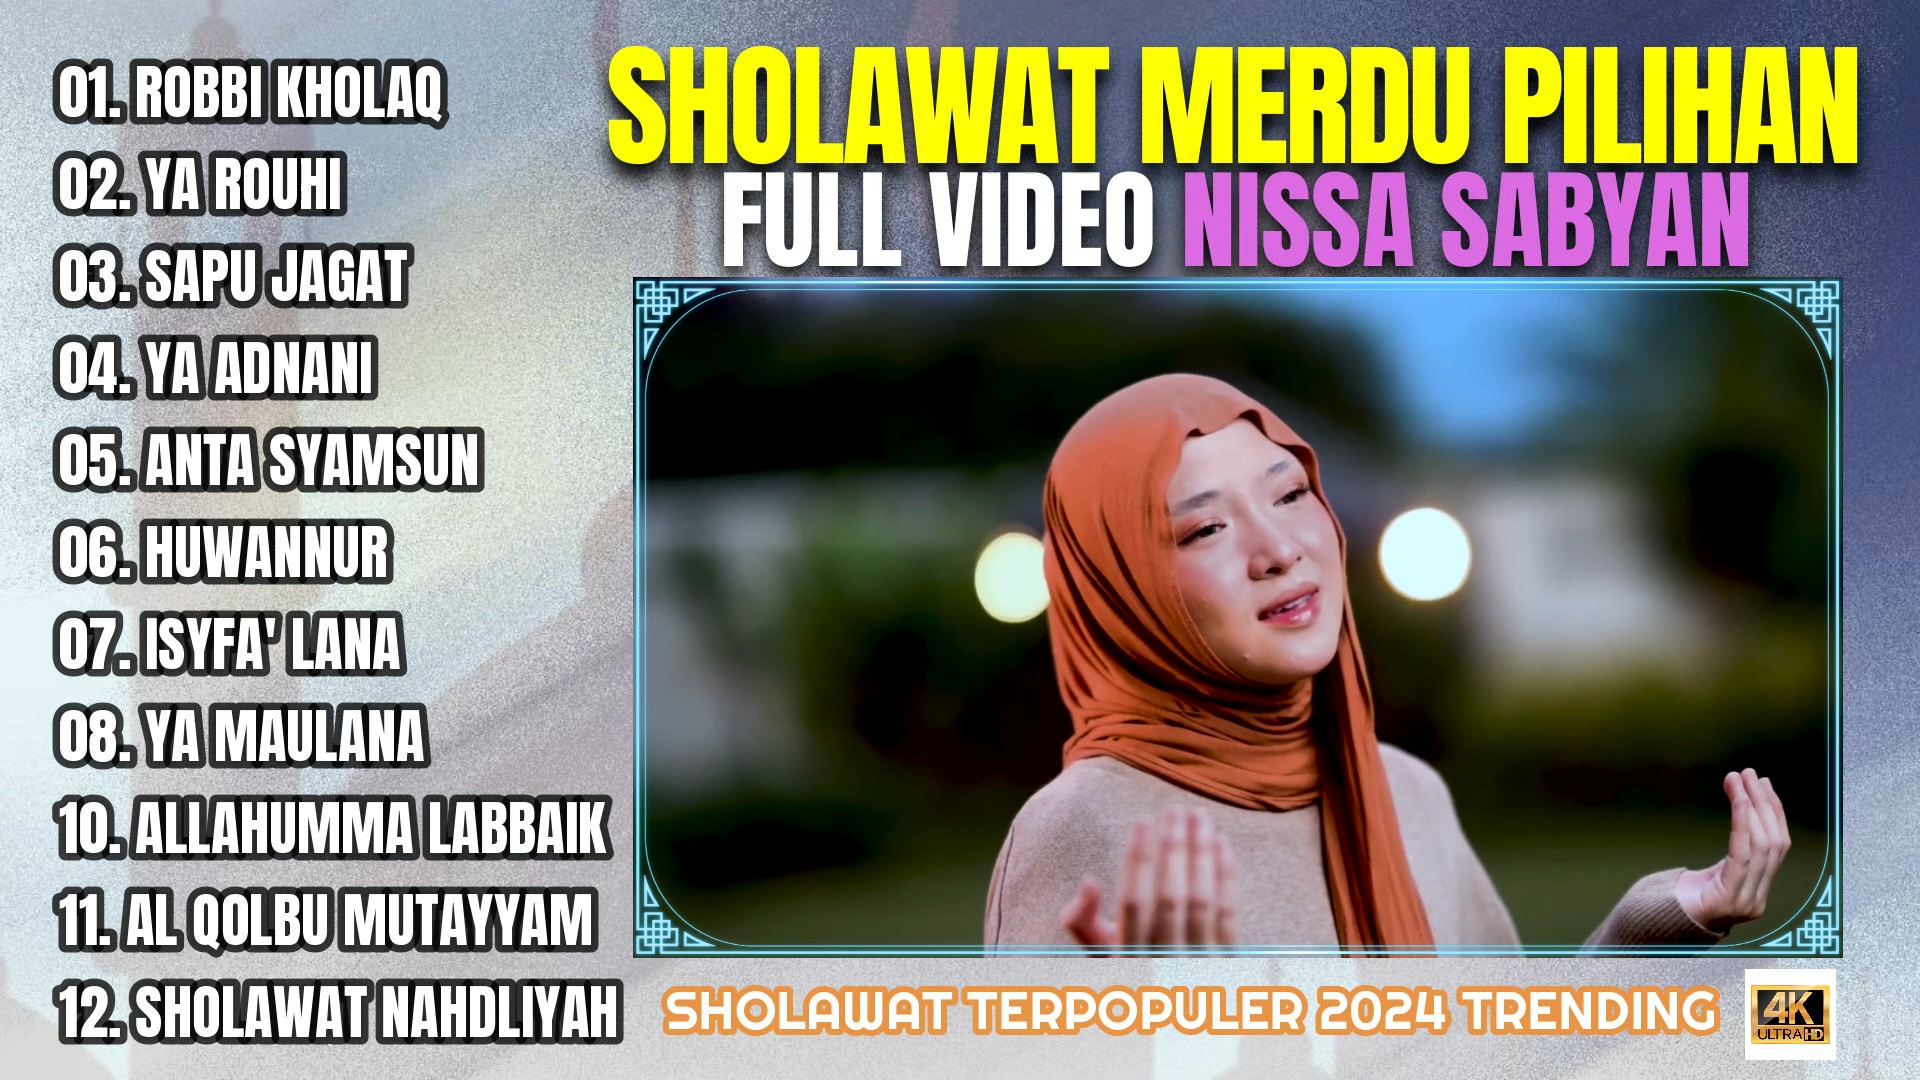 SHOLAWAT MERDU PILIHAN
FULL VIDEO NISSA SABYAN
01. ROBBI KHOLAQ
02. YA ROUHI
03. SAPU JAGAT
04. YA ADNANI
05. ANTA SYAMSUN
06. HUWANNUR
07. ISYFA' LANA
08. YA MAULANA
10. ALLAHUMMA LABBAIK
11. AL QOLBU MUTAYYAM
12. SHOLAWAT NAHDLIYAH
SHOLAWAT TERPOPULER 2024 TRENDING
4K
ULTRA HD